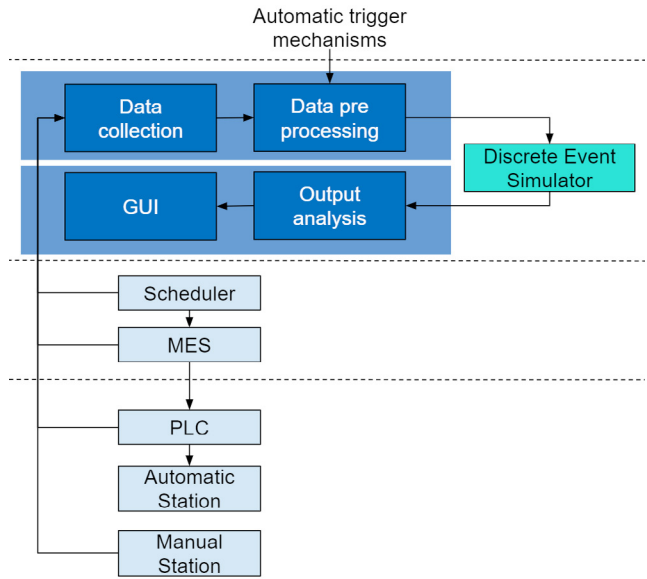 Automatic trigger
mechanisms
Data
collection
Data pre
processing
Discrete Event
Simulator
GUI
Output
analysis
Scheduler
MES
PLC
Automatic
Station
Manual
Station